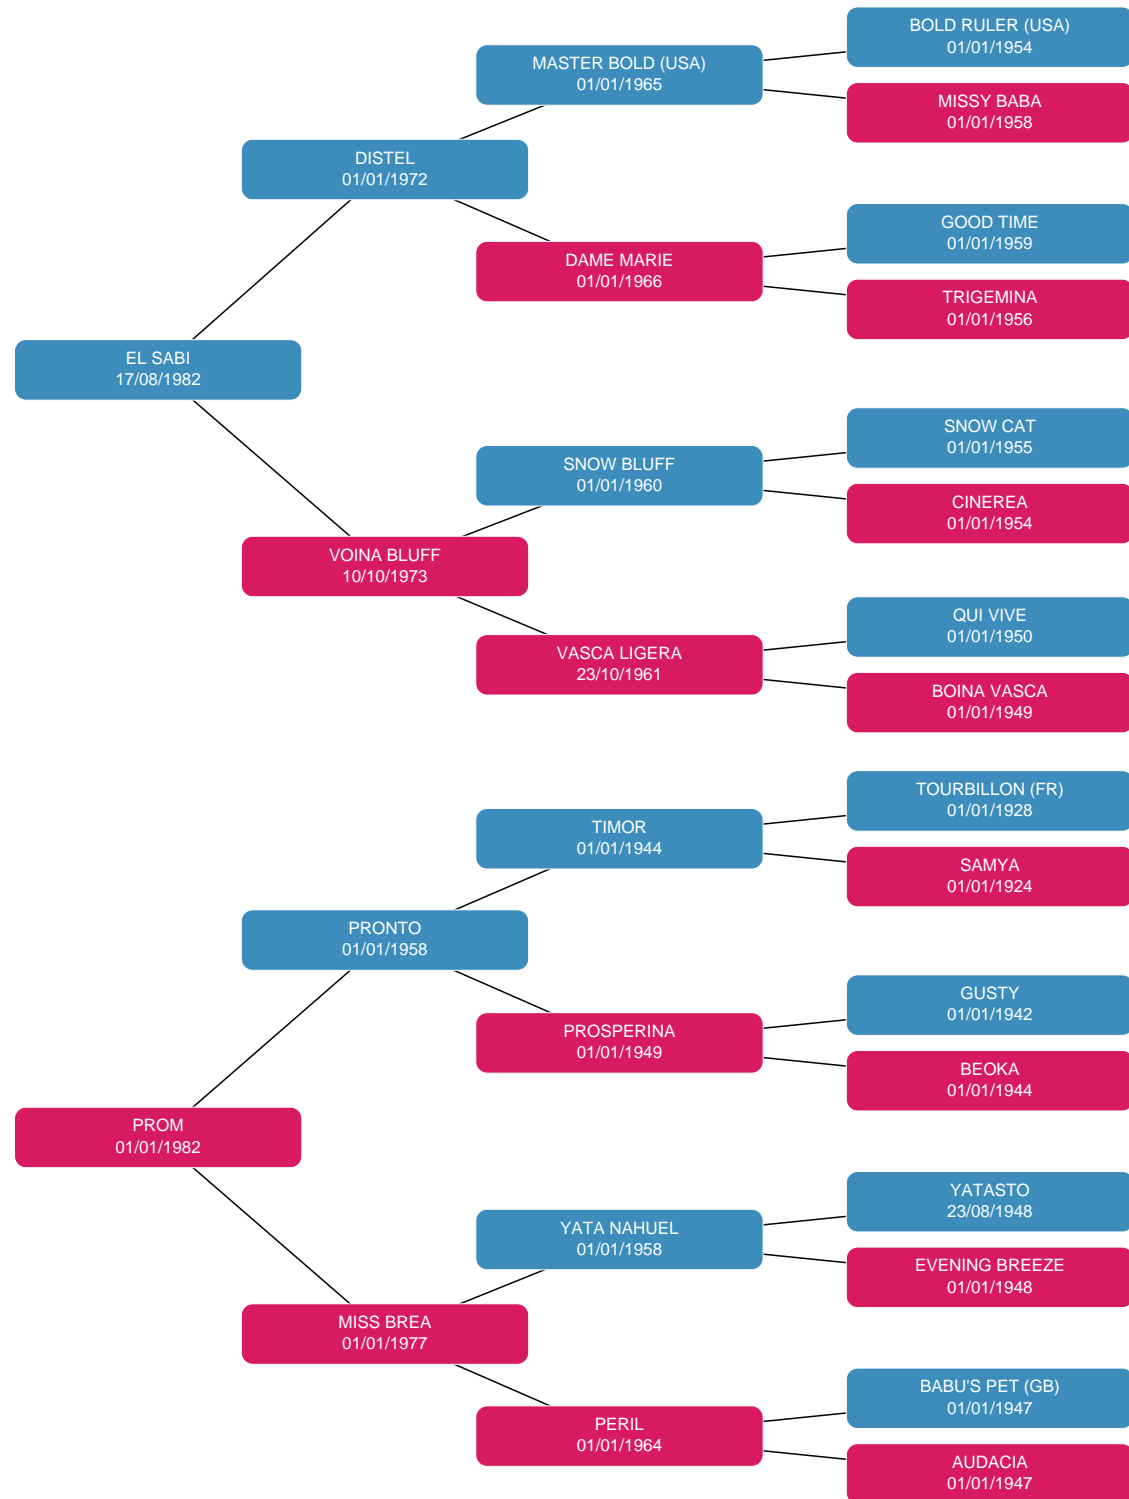 BOLD RULER (USA)
01/01/1954
MASTER BOLD (USA)
01/01/1965
MISSY BABA
01/01/1958
DISTEL
01/01/1972
GOOD TIME
01/01/1959
DAME MARIE
01/01/1966
TRIGEMINA
01/01/1956
EL SABI
17/08/1982
SNOW CAT
01/01/1955
SNOW BLUFF
01/01/1960
CINEREA
01/01/1954
VOINA BLUFF
10/10/1973
QUI VIVE
01/01/1950
VASCA LIGERA
23/10/1961
BOINA VASCA
01/01/1949
TOURBILLON (FR)
01/01/1928
TIMOR
01/01/1944
SAMYA
01/01/1924
PRONTO
01/01/1958
GUSTY
01/01/1942
PROSPERINA
01/01/1949
BEOKA
01/01/1944
PROM
01/01/1982
YATASTO
23/08/1948
YATA NAHUEL
01/01/1958
EVENING BREEZE
01/01/1948
MISS BREA
01/01/1977
BABU'S PET (GB)
01/01/1947
PERIL
01/01/1964
AUDACIA
01/01/1947